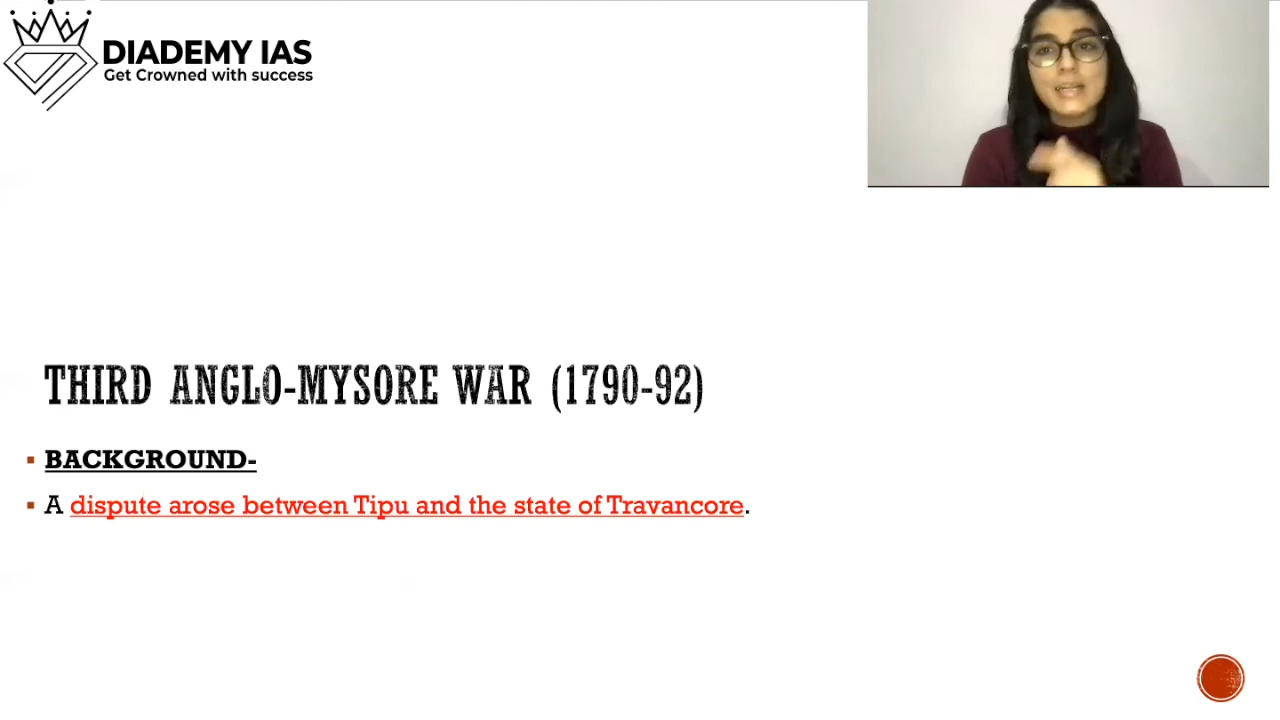 DIADEMY IAS
Get Crowned with success
THIRD ANGLO-MYSORE WAR (1790-92)
BACKGROUND-
A dispute arose between Tipu and the state of Travancore.